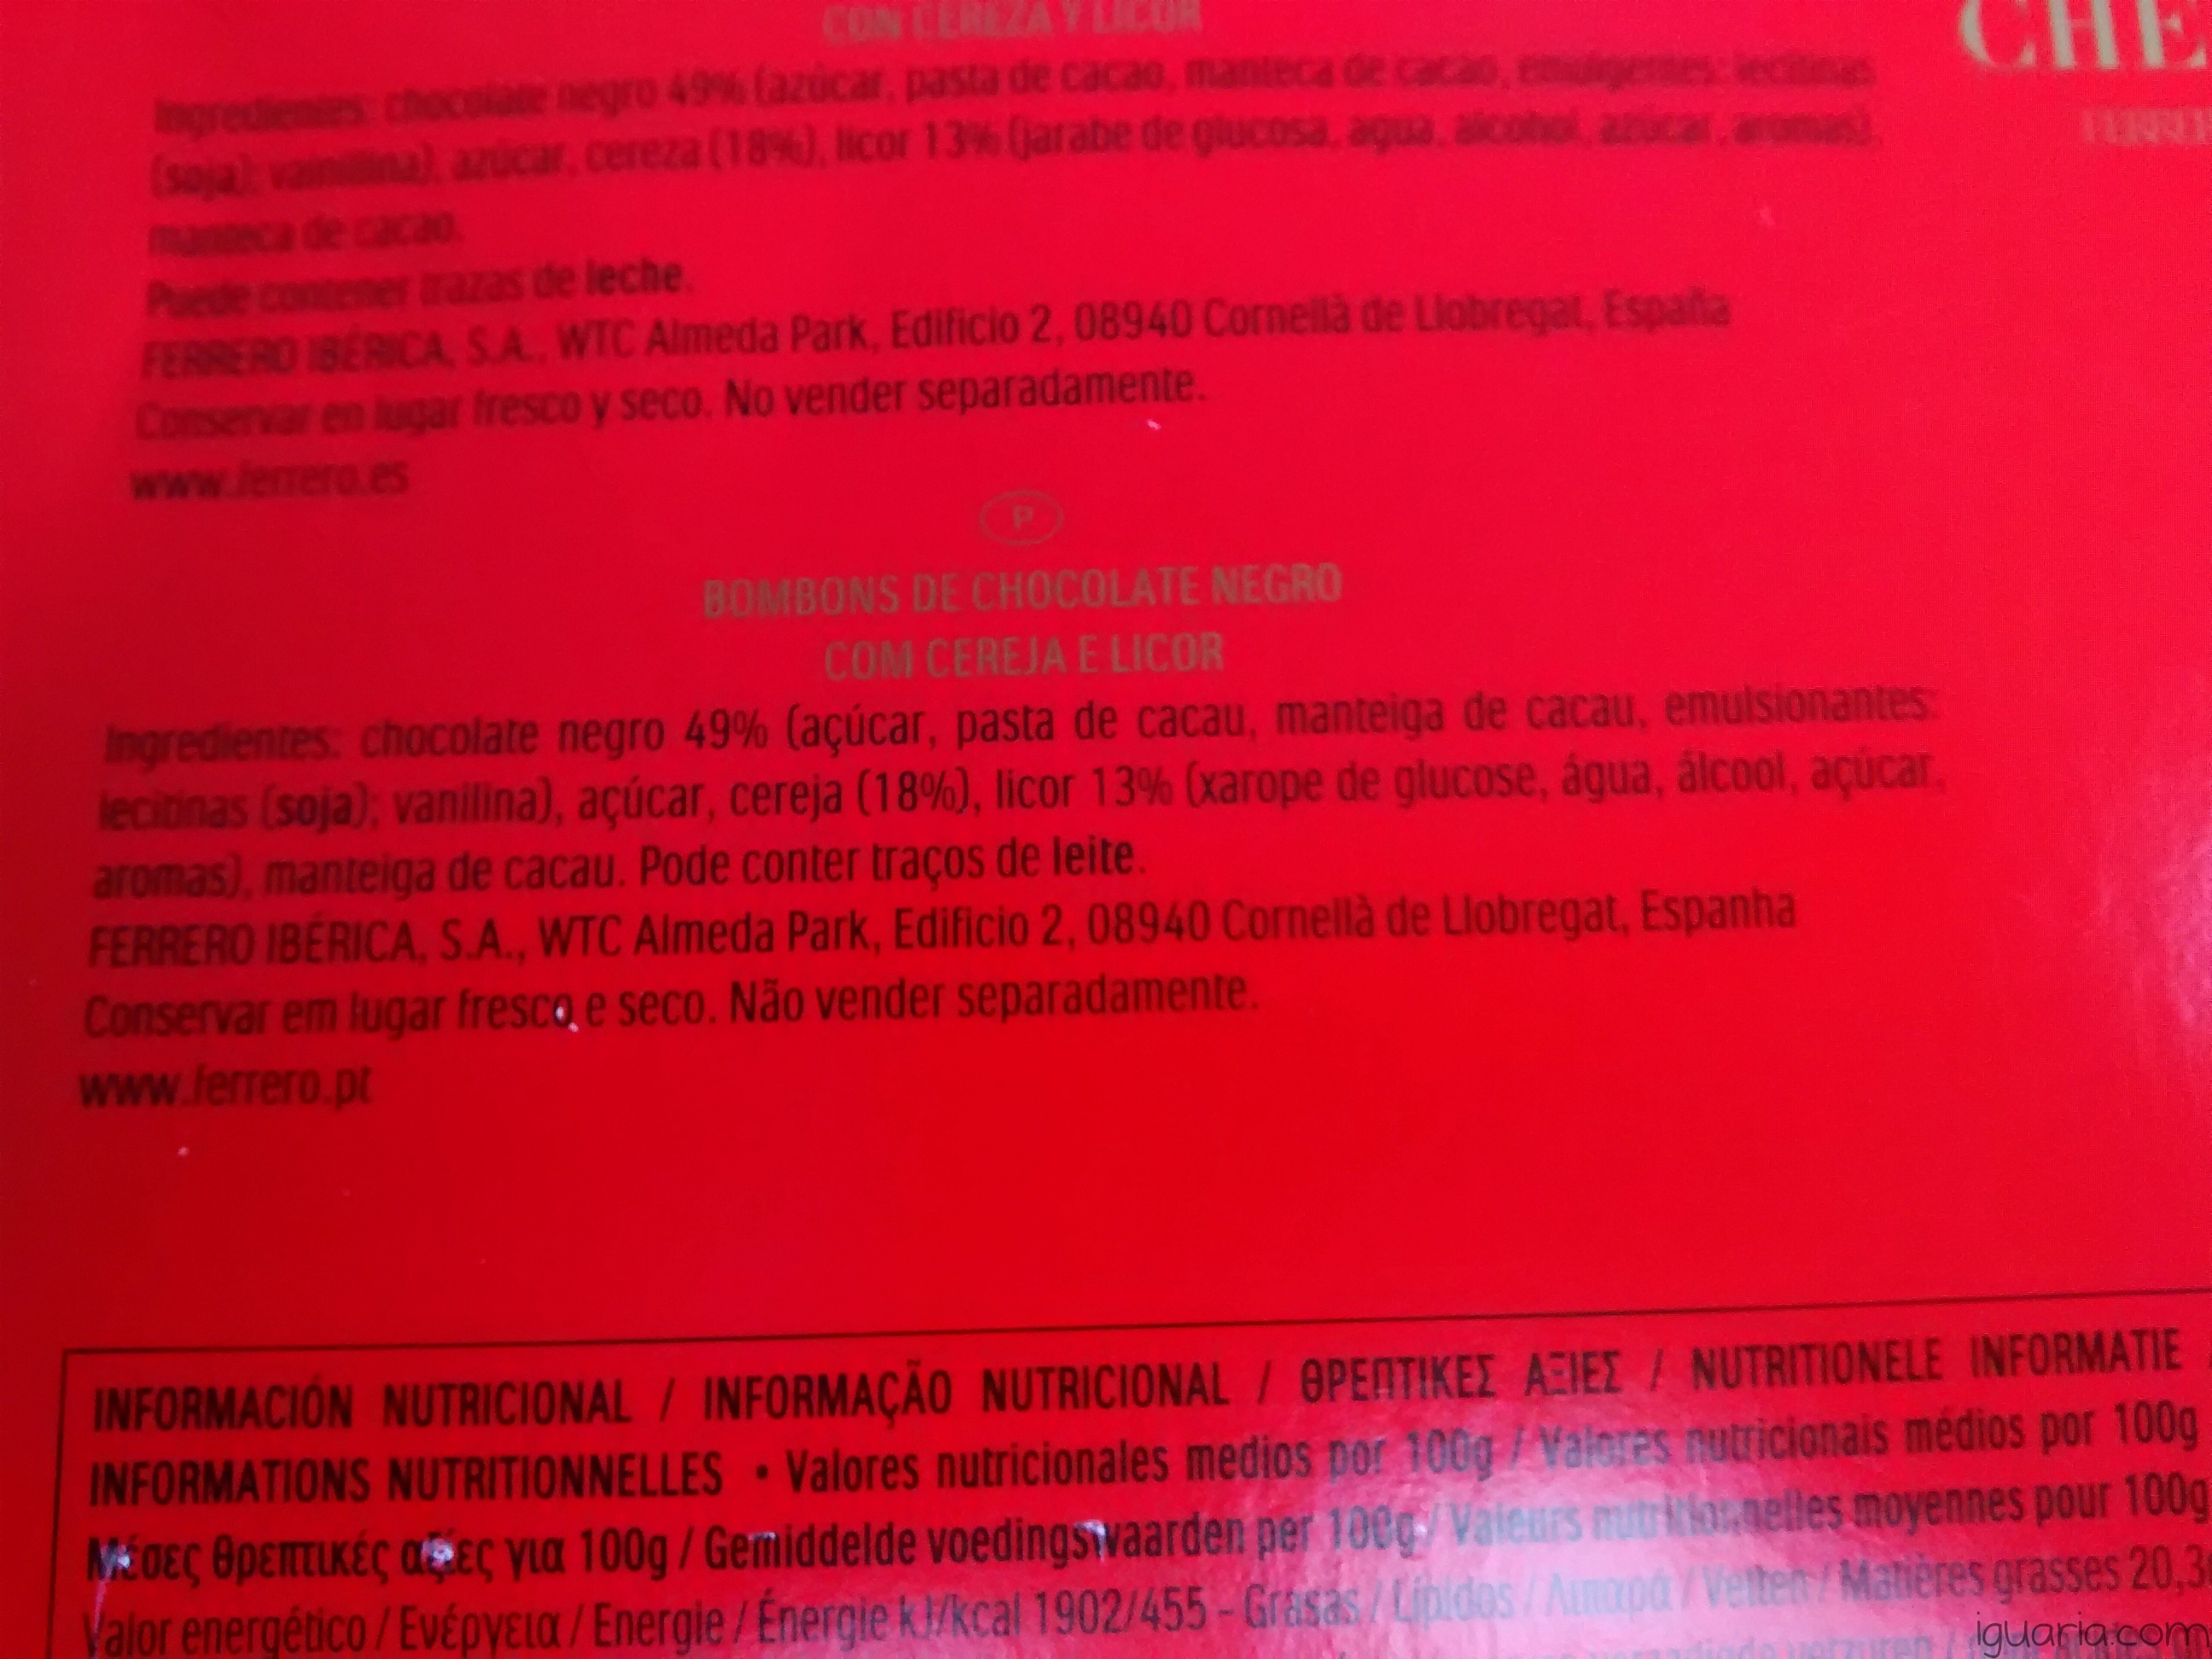 CON CEREZA Y LICOR
CHE
FERRER
Ingredientes: chocolate negro 49% (azúcar, pasta de cacao, manteca de cacao, emulgentes: lecitinas
(soja); vainillina), azúcar, cereza (18%), licor 13% (jarabe de glucosa, agua, alcohol, azúcar, aromas),
manteca de cacao.
Puede contener trazas de leche.
FERRERO IBÉRICA, S.A., WTC Almeda Park, Edificio 2, 08940 Cornellà de Llobregat, España
Conservar en lugar fresco y seco. No vender separadamente.
www.ferrero.es
P
BOMBONS DE CHOCOLATE NEGRO
COM CEREJA E LICOR
Ingredientes: chocolate negro 49% (açúcar, pasta de cacau, manteiga de cacau, emulsionantes:
lecitinas (soja); vanilina), açúcar, cereja (18%), licor 13% (xarope de glucose, água, álcool, açúcar,
aromas), manteiga de cacau. Pode conter traços de leite.
FERRERO IBÉRICA, S.A., WTC Almeda Park, Edificio 2, 08940 Cornellà de Llobregat, Espanha
Conservar em lugar fresco e seco. Não vender separadamente.
www.ferrero.pt
INFORMACIÓN NUTRICIONAL / INFORMAÇÃO NUTRICIONAL / ΘΡΕΠΤΙΚΕΣ ΑΞΙΕΣ / NUTRITIONELE INFORMATIE
INFORMATIONS NUTRITIONNELLES • Valores nutricionales medios por 100g / Valores nutricionais médios por 100g
Μέσες θρεπτικές αξίες για 100g / Gemiddelde voedingswaarden per 100g / Valeurs nutritionnelles moyennes pour 100g
Valor energético / Ενέργεια / Energie / Énergie kJ/kcal 1902/455 - Grasas / Lípidos / Λιπαρά / Vetten / Matières grasses 20,3
iguaria.com